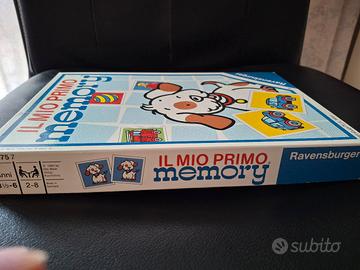 Ravensburger
IL MIO PRIMO
memory
IL MIO PRIMO
memory
Ravensburger
Anni
2-8
subito